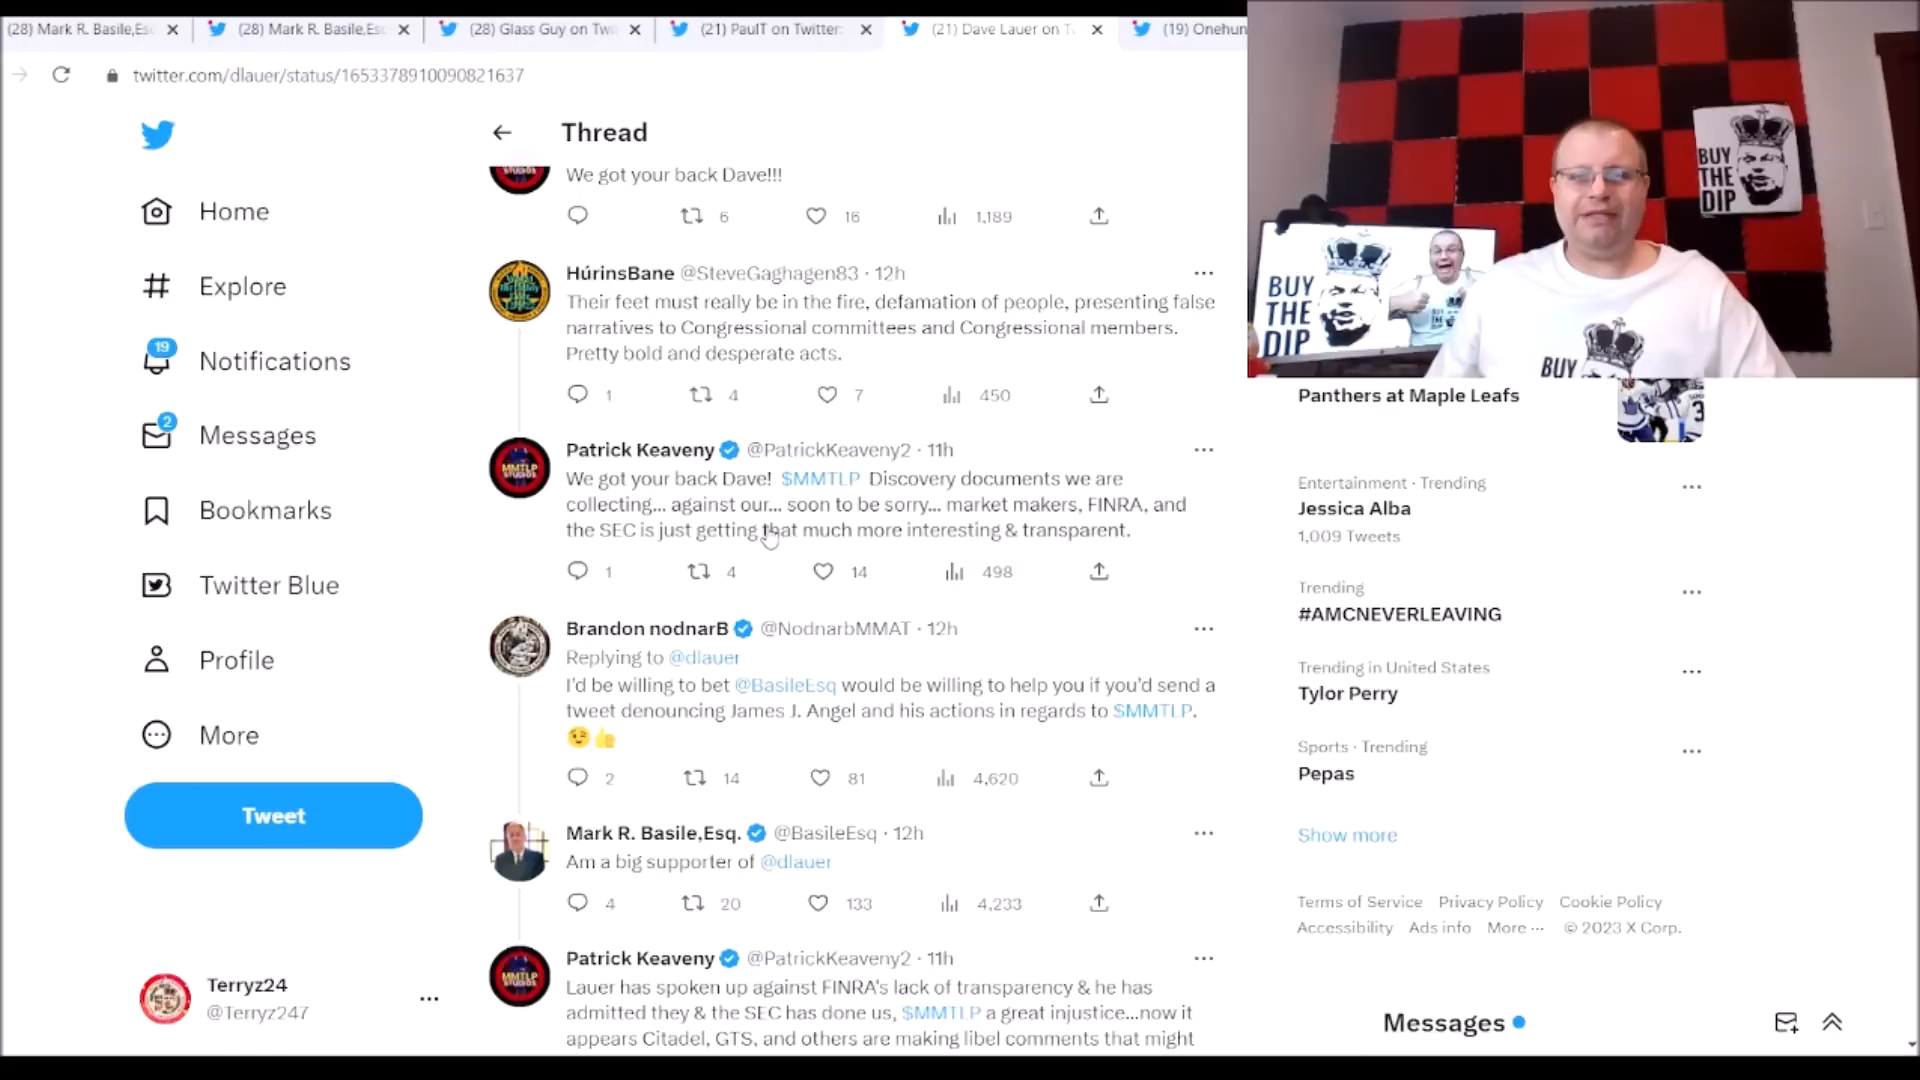 (28) Mark R. Basile,Es
(28) Mark R. Basile,Es
(28) Glass Guy on Twi
(21) PaulT on Twitter:
(21) Dave Lauer on T
(19) Onehun
twitter.com/dlauer/status/1653378910090821637
Home
Explore
19
Notifications
2
Messages
Bookmarks
Twitter Blue
Profile
More
Tweet
Terryz24
@Terryz247
Thread
We got your back Dave!!!
6 16 1,189
HúrinsBane @SteveGaghagen83 · 12h
Their feet must really be in the fire, defamation of people, presenting false
narratives to Congressional committees and Congressional members.
Pretty bold and desperate acts.
1 4 7 450
MMTLP
STUDIOS
Patrick Keaveny @PatrickKeaveny2 · 11h
We got your back Dave! $MMTLP Discovery documents we are
collecting... against our... soon to be sorry... market makers, FINRA, and
the SEC is just getting that much more interesting & transparent.
1 4 14 498
Brandon nodnarB @NodnarbMMAT · 12h
Replying to @dlauer
I'd be willing to bet @BasileEsq would be willing to help you if you'd send a
tweet denouncing James J. Angel and his actions in regards to $MMTLP.
2 14 81 4,620
Mark R. Basile,Esq. @BasileEsq · 12h
Am a big supporter of @dlauer
4 20 133 4,233
MMTLP
STUDIOS
Patrick Keaveny @PatrickKeaveny2 · 11h
Lauer has spoken up against FINRA's lack of transparency & he has
admitted they & the SEC has done us, $MMTLP a great injustice...now it
appears Citadel, GTS, and others are making libel comments that might
BUY
THE
DIP
BUY
THE
DIP
BUY
Panthers at Maple Leafs
Entertainment · Trending
Jessica Alba
1,009 Tweets
Trending
#AMCNEVERLEAVING
Trending in United States
Tylor Perry
Sports · Trending
Pepas
Show more
Terms of Service Privacy Policy Cookie Policy
Accessibility Ads info More ··· © 2023 X Corp.
Messages